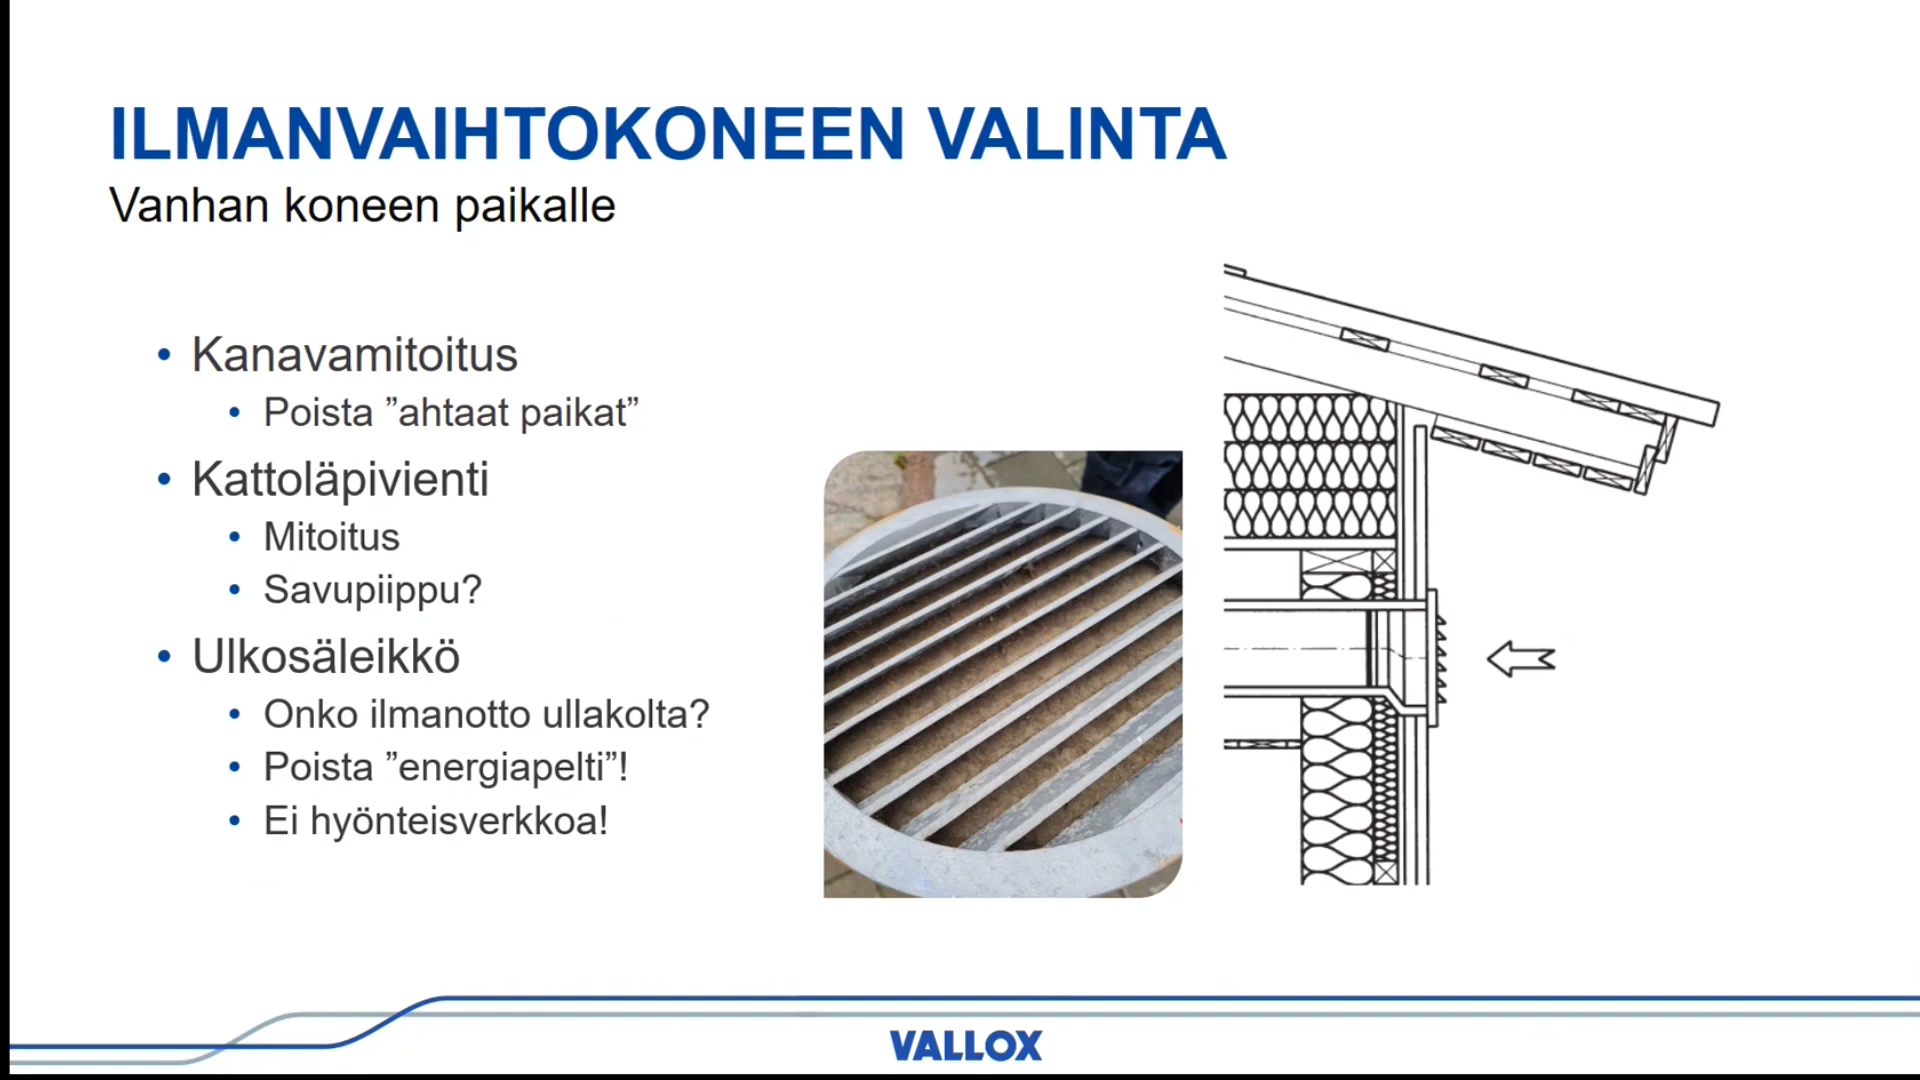 ILMANVAIHTOKONEEN VALINTA
Vanhan koneen paikalle
• Kanavamitoitus
• Poista ”ahtaat paikat”
• Kattoläpivienti
• Mitoitus
• Savupiippu?
• Ulkosäleikkö
• Onko ilmanotto ullakolta?
• Poista ”energiapelti”!
• Ei hyönteisverkkoa!
VALLOX